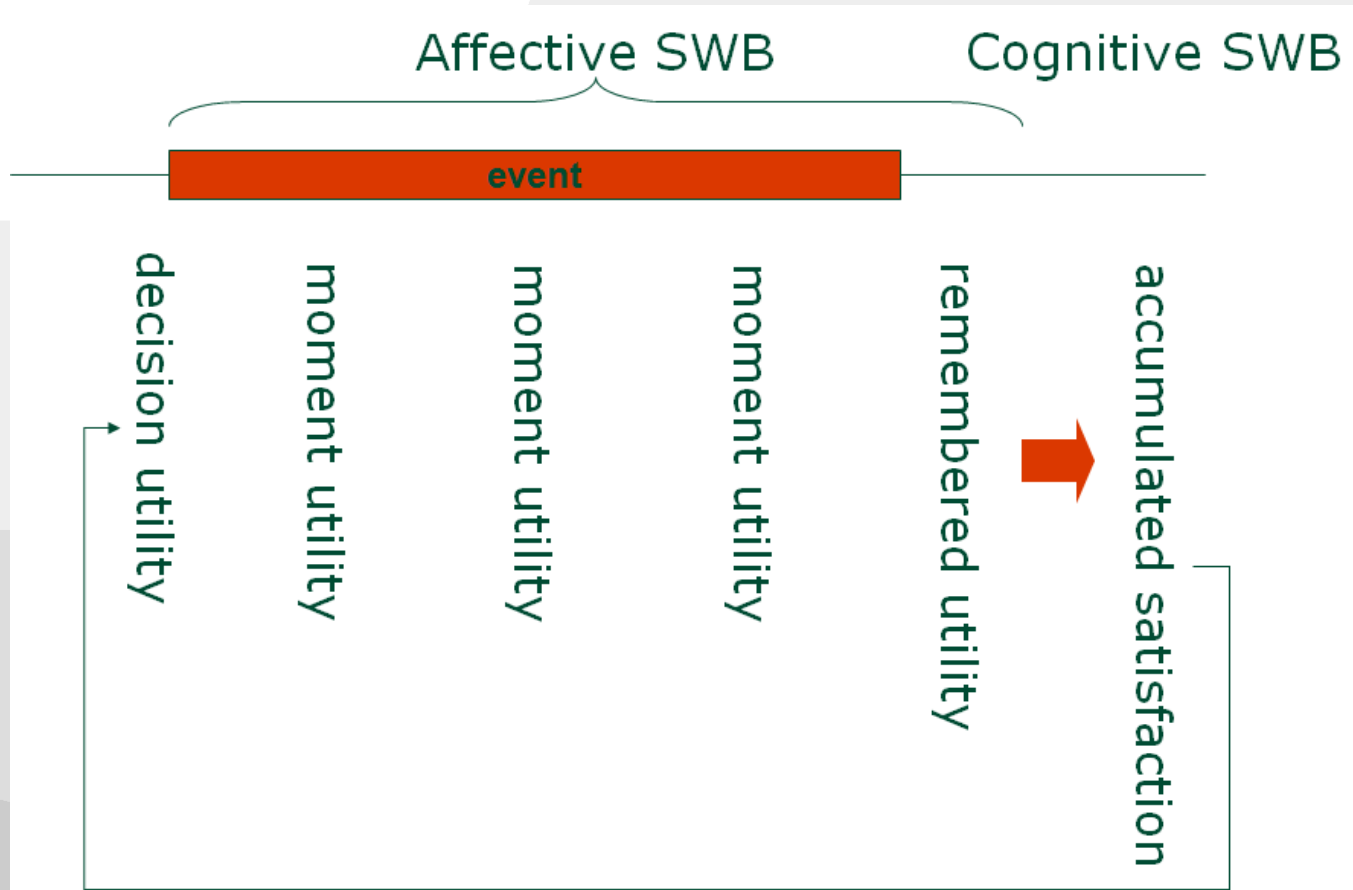 Affective SWB
Cognitive SWB
event
decision utility
moment utility
moment utility
moment utility
remembered utility
accumulated satisfaction